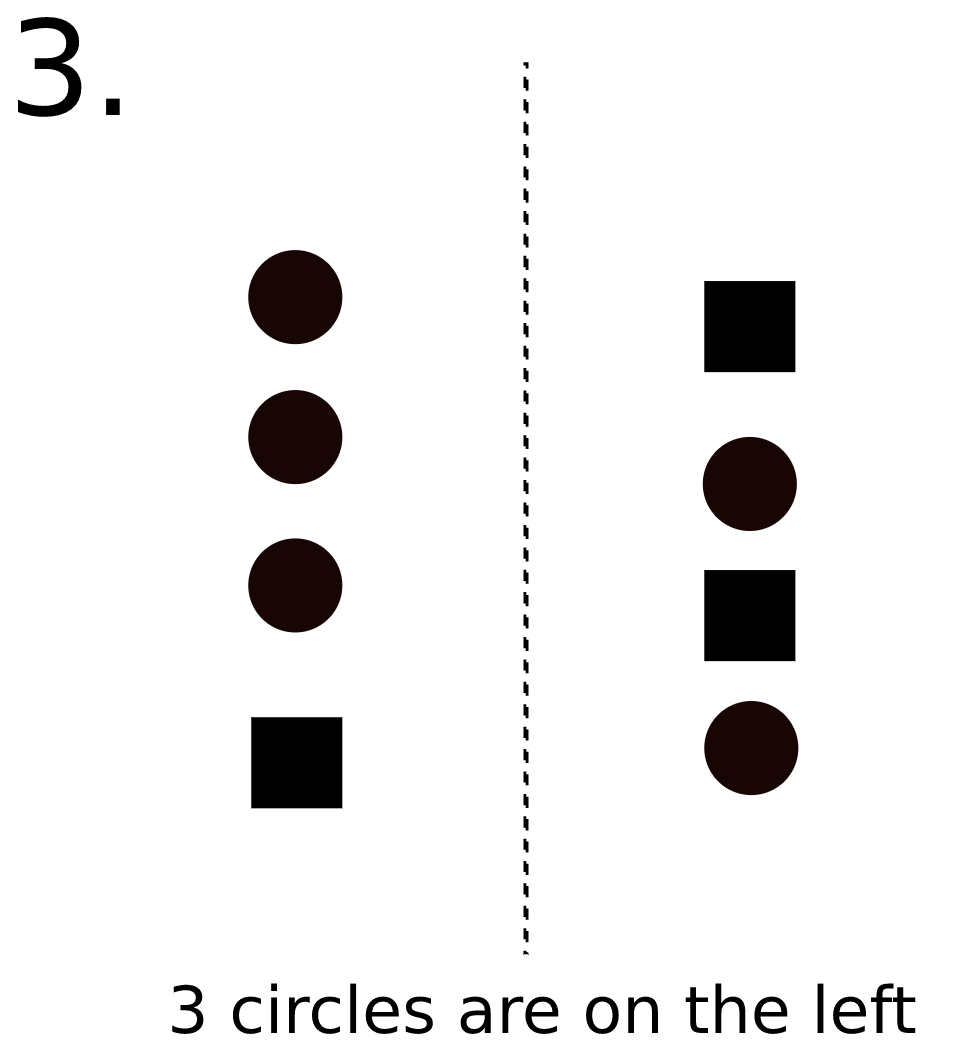 3.
3 circles are on the left